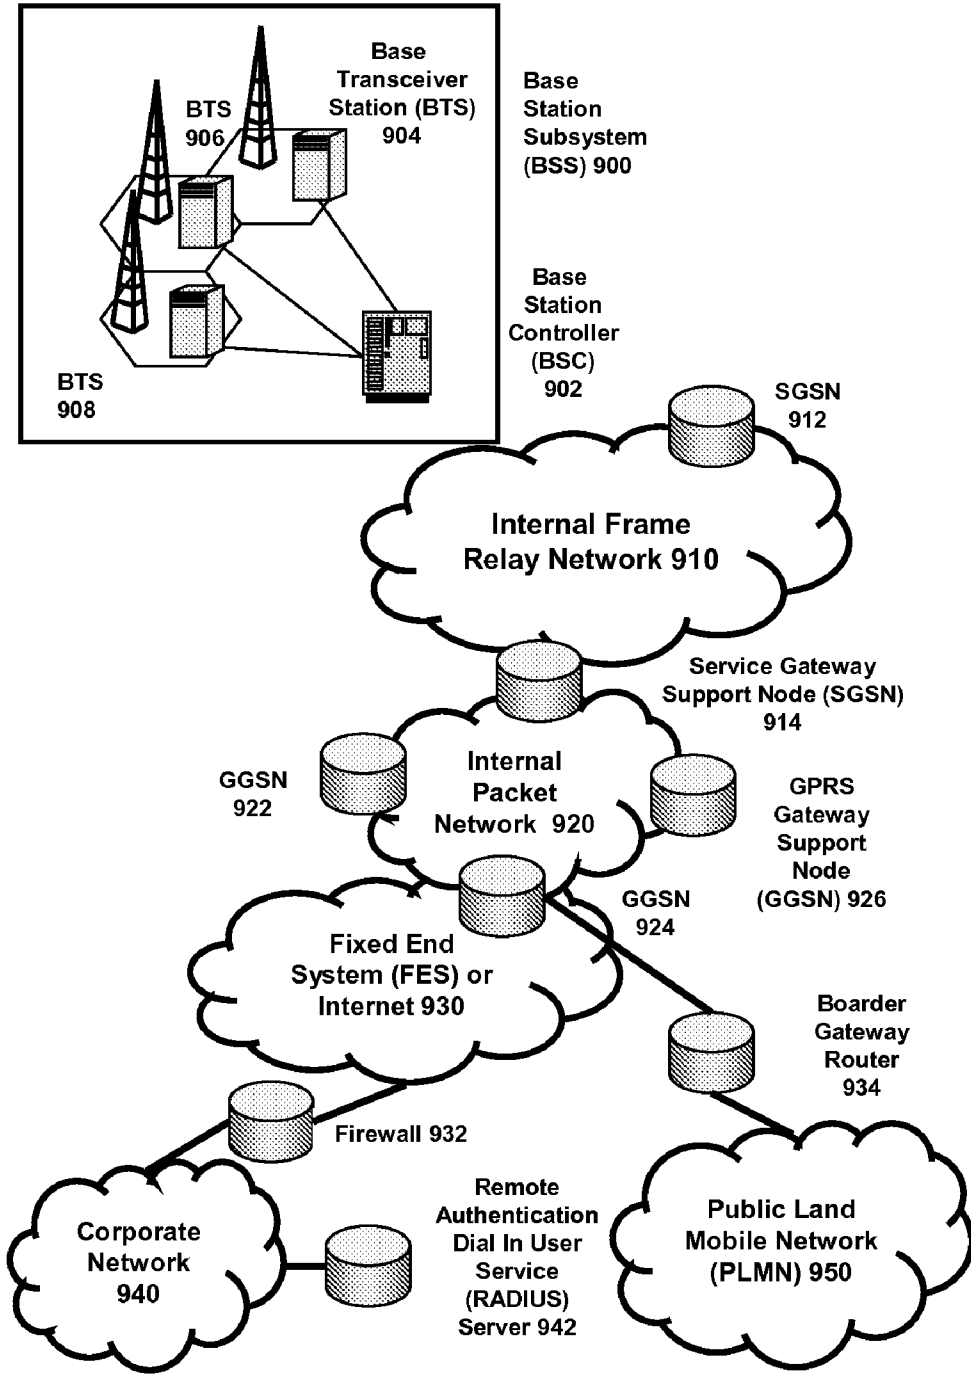 Base
Transceiver
Station (BTS)
904
BTS
906
BTS
908
Base
Station
Subsystem
(BSS) 900
Base
Station
Controller
(BSC)
902
SGSN
912
Internal Frame
Relay Network 910
Service Gateway
Support Node (SGSN)
914
GGSN
922
Internal
Packet
Network 920
GPRS
Gateway
Support
Node
(GGSN) 926
GGSN
924
Fixed End
System (FES) or
Internet 930
Boarder
Gateway
Router
934
Firewall 932
Corporate
Network
940
Remote
Authentication
Dial In User
Service
(RADIUS)
Server 942
Public Land
Mobile Network
(PLMN) 950